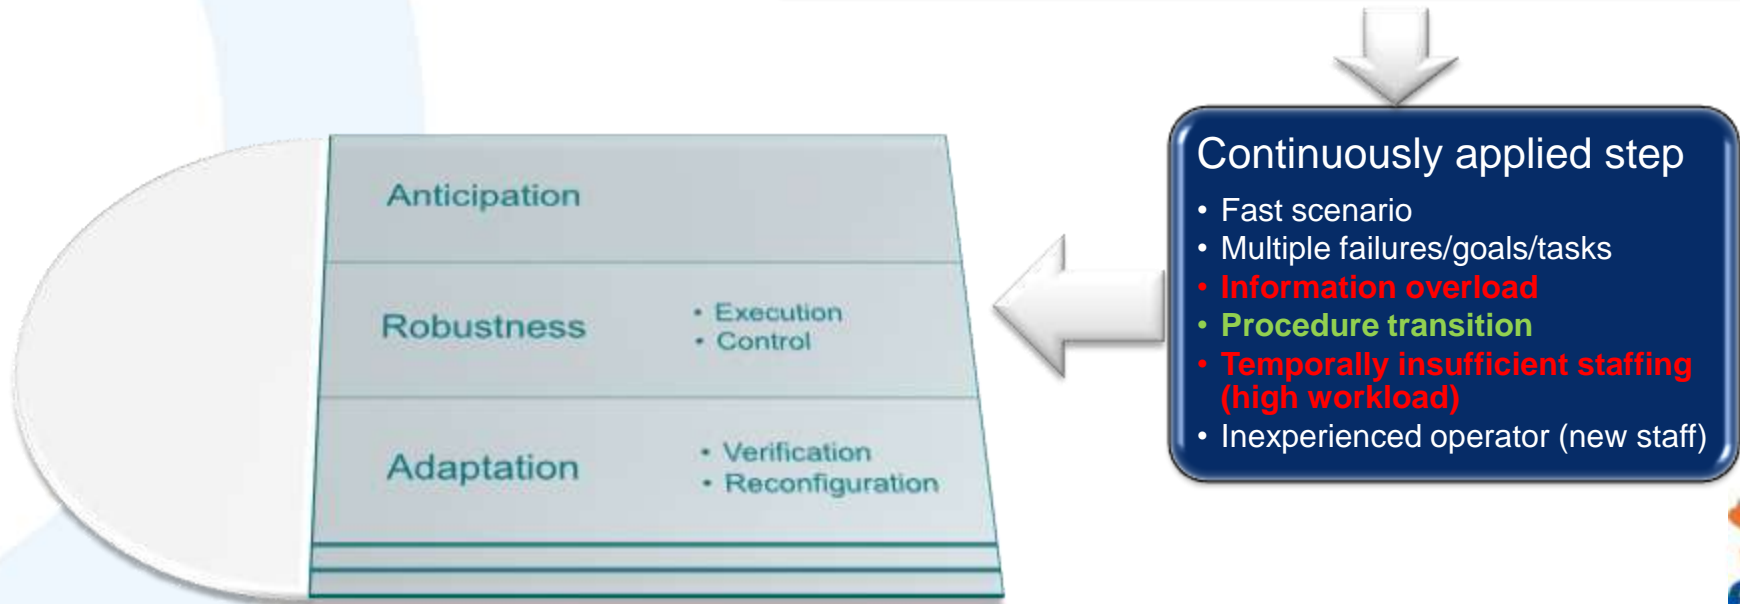 Anticipation
Robustness
• Execution
• Control
Adaptation
• Verification
• Reconfiguration
Continuously applied step
• Fast scenario
• Multiple failures/goals/tasks
• Information overload
• Procedure transition
• Temporally insufficient staffing
(high workload)
• Inexperienced operator (new staff)